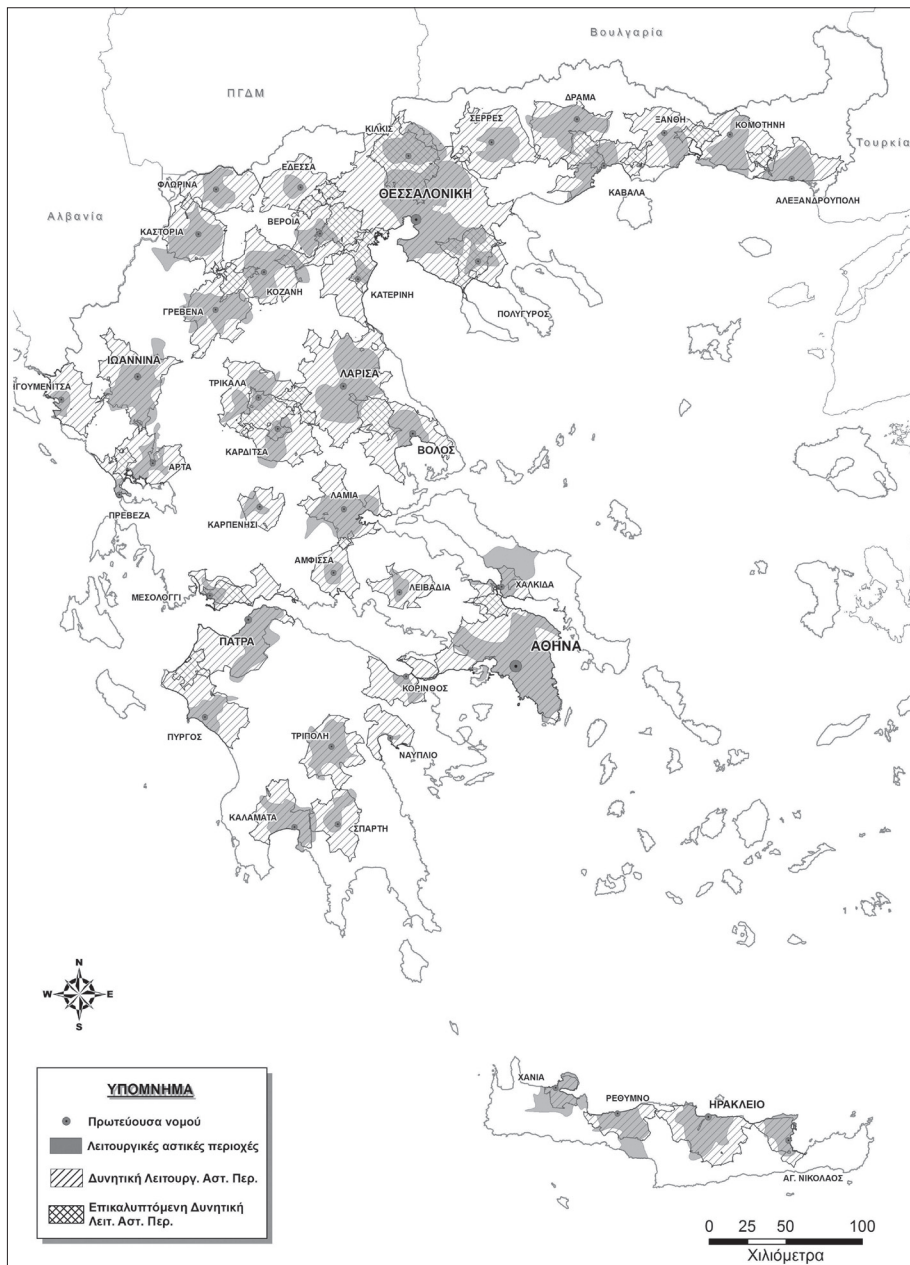 Βουλγαρία
ΠΓΔΜ
ΔΡΑΜΑ
ΣΕΡΡΕΣ
ΞΑΝΘΗ
ΚΟΜΟΤΗΝΗ
ΚΙΛΚΙΣ
Τουρκία
ΕΔΕΣΣΑ
ΦΛΩΡΙΝΑ
ΘΕΣΣΑΛΟΝΙΚΗ
ΚΑΒΑΛΑ
ΑΛΕΞΑΝΔΡΟΥΠΟΛΗ
Αλβανία
ΒΕΡΟΙΑ
ΚΑΣΤΟΡΙΑ
ΚΟΖΑΝΗ
ΚΑΤΕΡΙΝΗ
ΓΡΕΒΕΝΑ
ΠΟΛΥΓΥΡΟΣ
ΙΩΑΝΝΙΝΑ
ΛΑΡΙΣΑ
ΗΓΟΥΜΕΝΙΤΣΑ
ΤΡΙΚΑΛΑ
ΚΑΡΔΙΤΣΑ
ΒΟΛΟΣ
ΑΡΤΑ
ΛΑΜΙΑ
ΠΡΕΒΕΖΑ
ΚΑΡΠΕΝΗΣΙ
ΑΜΦΙΣΣΑ
ΧΑΛΚΙΔΑ
ΛΕΙΒΑΔΙΑ
ΜΕΣΟΛΟΓΓΙ
ΠΑΤΡΑ
ΑΘΗΝΑ
ΚΟΡΙΝΘΟΣ
ΠΥΡΓΟΣ
ΤΡΙΠΟΛΗ
ΝΑΥΠΛΙΟ
ΚΑΛΑΜΑΤΑ
ΣΠΑΡΤΗ
N
W E
S
ΧΑΝΙΑ
ΡΕΘΥΜΝΟ
ΗΡΑΚΛΕΙΟ
ΑΓ. ΝΙΚΟΛΑΟΣ
ΥΠΟΜΝΗΜΑ
Πρωτεύουσα νομού
Λειτουργικές αστικές περιοχές
Δυνητική Λειτουργ. Αστ. Περ.
Επικαλυπτόμενη Δυνητική
Λειτ. Αστ. Περ.
0 25 50 100
Χιλιόμετρα